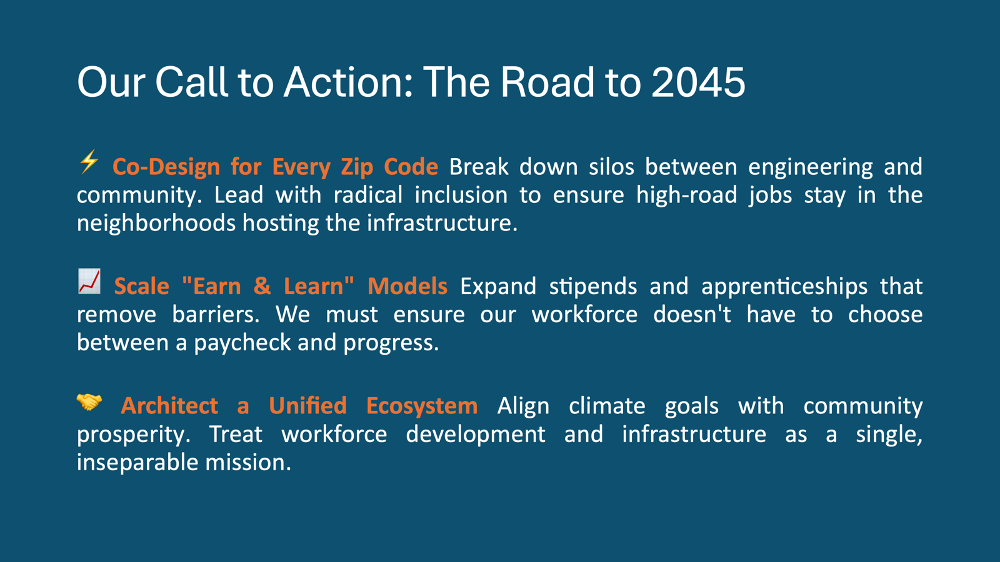 Our Call to Action: The Road to 2045
⚡ Co-Design for Every Zip Code Break down silos between engineering and
community. Lead with radical inclusion to ensure high-road jobs stay in the
neighborhoods hosting the infrastructure.
📈 Scale "Earn & Learn" Models Expand stipends and apprenticeships that
remove barriers. We must ensure our workforce doesn't have to choose
between a paycheck and progress.
🤝 Architect a Unified Ecosystem Align climate goals with community
prosperity. Treat workforce development and infrastructure as a single,
inseparable mission.